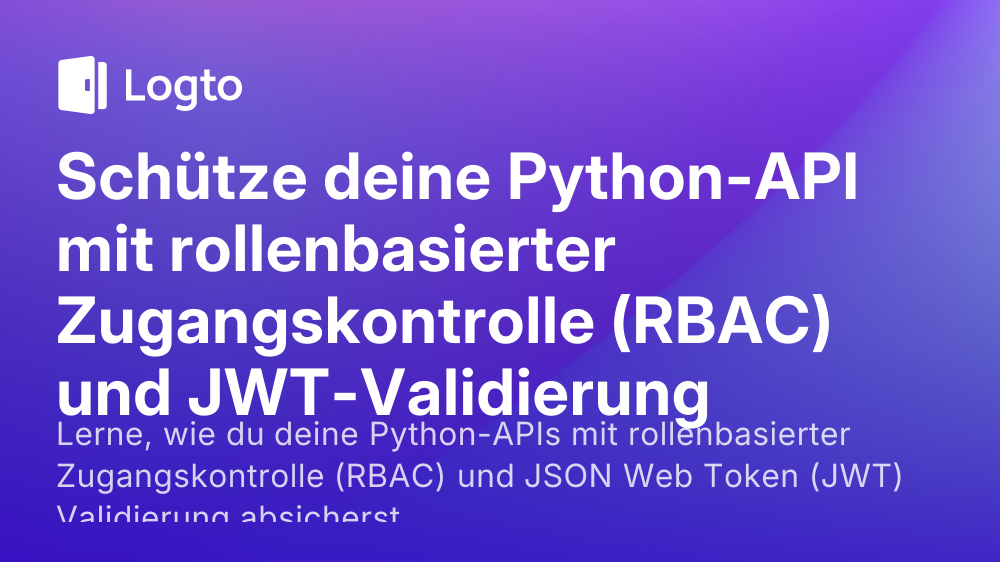 Logto
Schütze deine Python-API
mit rollenbasierter
Zugangskontrolle (RBAC)
und JWT-Validierung
Lerne, wie du deine Python-APIs mit rollenbasierter
Zugangskontrolle (RBAC) und JSON Web Token (JWT)
Validierung absicherst